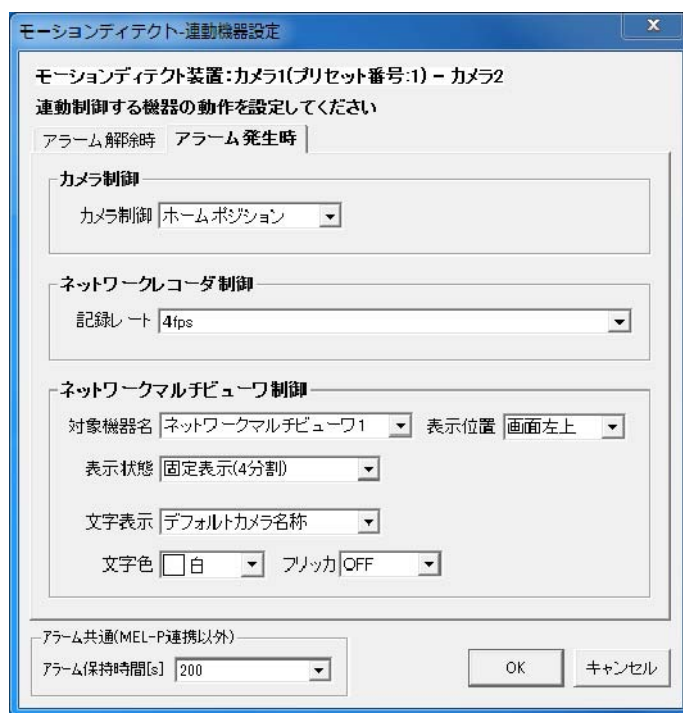 モーションディテクト-連動機器設定
モーションディテクト装置:カメラ1(プリセット番号:1) – カメラ2
連動制御する機器の動作を設定してください
アラーム解除時 アラーム発生時
カメラ制御
カメラ制御 ホームポジション
ネットワークレコーダ制御
記録レート 4fps
ネットワークマルチビューワ制御
対象機器名 ネットワークマルチビューワ1 表示位置 画面左上
表示状態 固定表示(4分割)
文字表示 デフォルトカメラ名称
文字色 白 フリッカ OFF
アラーム共通(MEL-P連携以外)
アラーム保持時間[s] 200
OK キャンセル